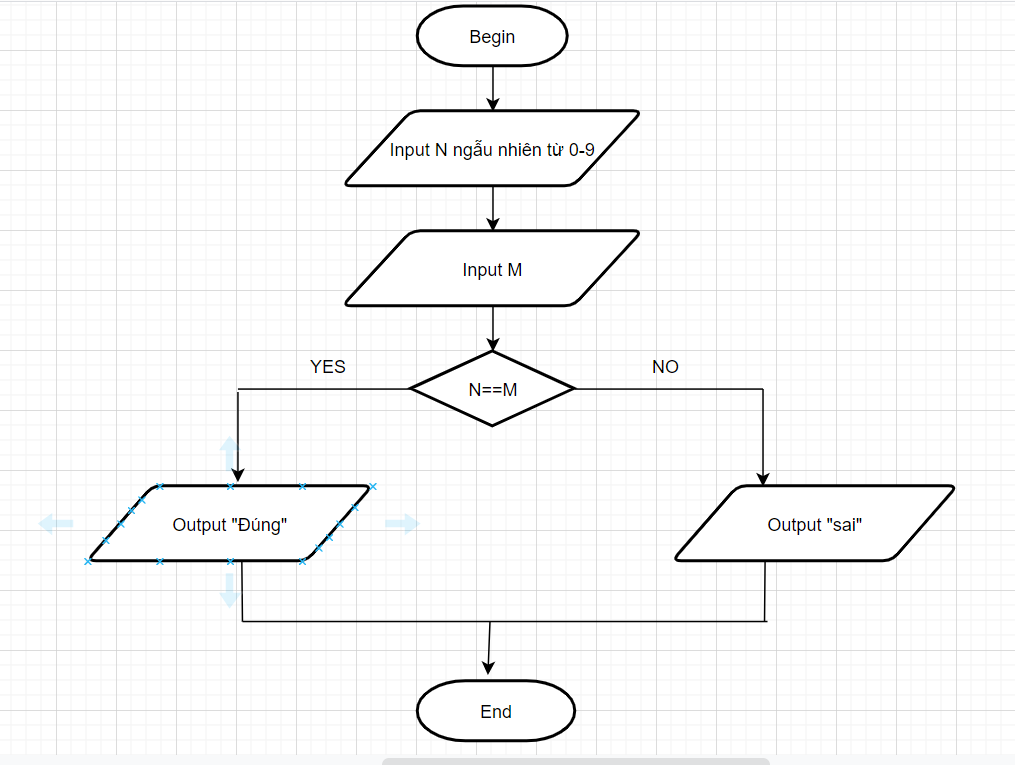 Begin
Input N ngẫu nhiên từ 0-9
Input M
YES
NO
N==M
Output "Đúng"
Output "sai"
End